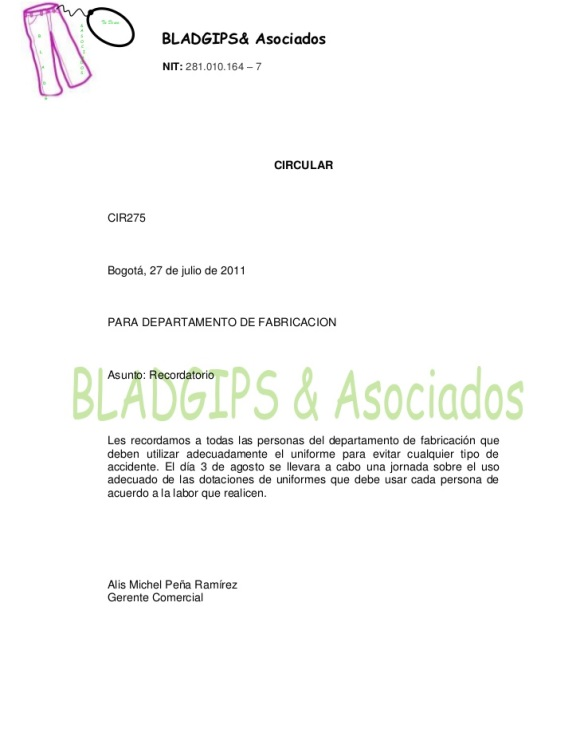 BLADGIPS& Asociados
NIT: 281.010.164 – 7
CIRCULAR
CIR275
Bogotá, 27 de julio de 2011
PARA DEPARTAMENTO DE FABRICACION
Asunto: Recordatorio
BLADGIPS & Asociados
Les recordamos a todas las personas del departamento de fabricación que
deben utilizar adecuadamente el uniforme para evitar cualquier tipo de
accidente. El día 3 de agosto se llevara a cabo una jornada sobre el uso
adecuado de las dotaciones de uniformes que debe usar cada persona de
acuerdo a la labor que realicen.
Alis Michel Peña Ramírez
Gerente Comercial